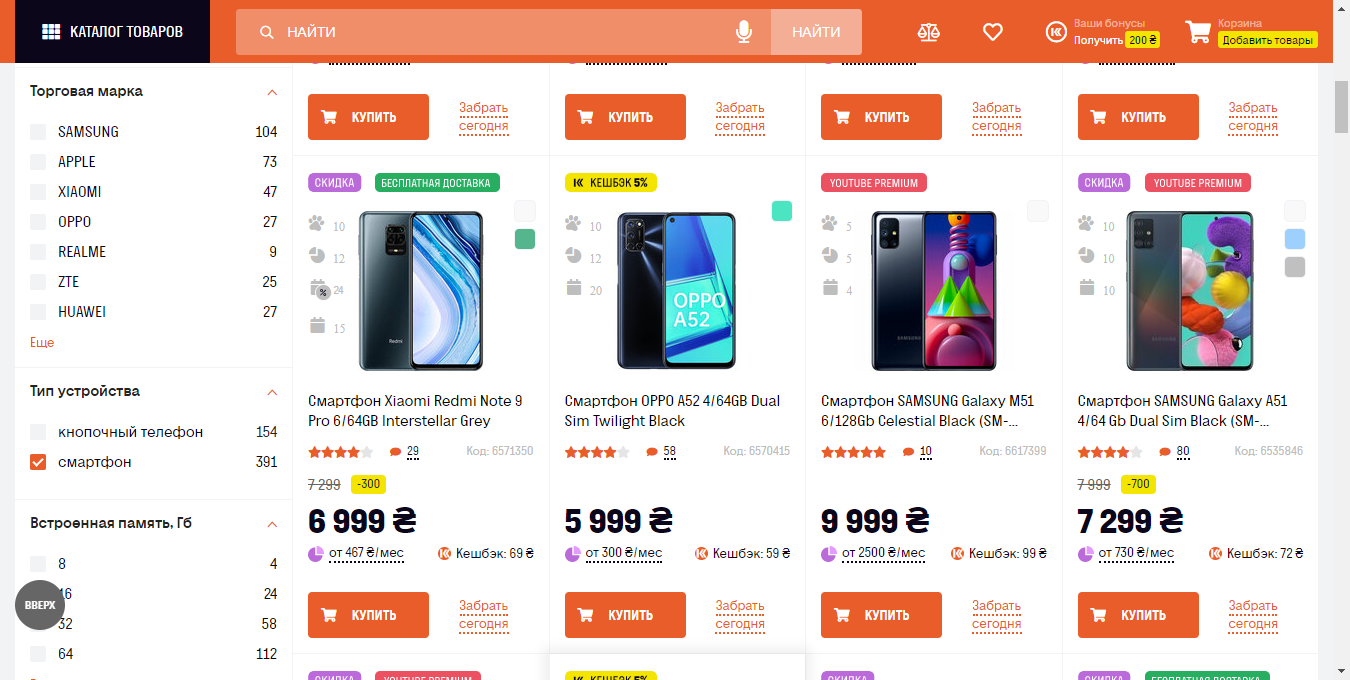 КАТАЛОГ ТОВАРОВ
НАЙТИ
НАЙТИ
Ваши бонусы
Получить 200 ₴
Корзина
Добавить товары
Торговая марка
SAMSUNG 104
APPLE 73
XIAOMI 47
OPPO 27
REALME 9
ZTE 25
HUAWEI 27
Еще
Тип устройства
кнопочный телефон 154
смартфон 391
Встроенная память, Гб
8 4
16 24
32 58
64 112
ВВЕРХ
КУПИТЬ
Забрать
сегодня
КУПИТЬ
Забрать
сегодня
КУПИТЬ
Забрать
сегодня
КУПИТЬ
Забрать
сегодня
СКИДКА
БЕСПЛАТНАЯ ДОСТАВКА
10
12
% 24
15
Redmi
Смартфон Xiaomi Redmi Note 9
Pro 6/64GB Interstellar Grey
29
Код: 6571350
7 299
-300
6 999 ₴
от 467 ₴/мес
Кешбэк: 69 ₴
КУПИТЬ
Забрать
сегодня
КЕШБЭК 5%
10
12
20
OPPO
A52
Смартфон OPPO A52 4/64GB Dual
Sim Twilight Black
58
Код: 6570415
5 999 ₴
от 300 ₴/мес
Кешбэк: 59 ₴
КУПИТЬ
Забрать
сегодня
YOUTUBE PREMIUM
5
5
4
SAMSUNG
Смартфон SAMSUNG Galaxy M51
6/128Gb Celestial Black (SM-...
10
Код: 6617399
9 999 ₴
от 2500 ₴/мес
Кешбэк: 99 ₴
КУПИТЬ
Забрать
сегодня
СКИДКА
YOUTUBE PREMIUM
10
10
10
SAMSUNG
Смартфон SAMSUNG Galaxy A51
4/64 Gb Dual Sim Black (SM-...
80
Код: 6535846
7 999
-700
7 299 ₴
от 730 ₴/мес
Кешбэк: 72 ₴
КУПИТЬ
Забрать
сегодня
СКИДКА
YOUTUBE PREMIUM
КЕШБЭК 5%
СКИДКА
СКИДКА
БЕСПЛАТНАЯ ДОСТАВКА